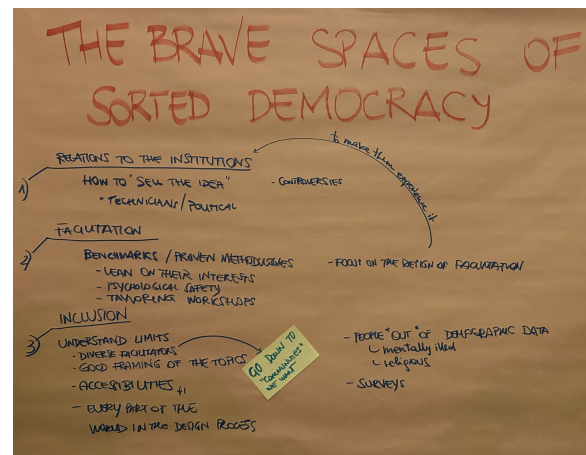 THE BRAVE SPACES OF
SORTED DEMOCRACY
to make them experience it
1) RELATIONS TO THE INSTITUTIONS
HOW TO "SELL THE IDEA"
- CONTROVERSIES
• TECHNICIANS / POLITICAL
2) FACILITATION
BENCHMARKS / PROVEN METHODOLOGIES
- FOCUS ON THE DESIGN OF FACILITATION
- LEAN ON THEIR INTERESTS
- PSYCHOLOGICAL SAFETY
- TAILORING WORKSHOPS
3) INCLUSION
UNDERSTAND LIMITS
- DIVERSE FACILITATORS
- GOOD FRAMING OF THE TOPICS
- ACCESSIBILITIES +1
- EVERY PART OF THE
WORLD IN THE DESIGN PROCESS
GO DOWN TO
"COMMUNITIES"
WE WANT
- PEOPLE "OUT" OF DEMOGRAPHIC DATA
mentally illed
religious
- SURVEYS